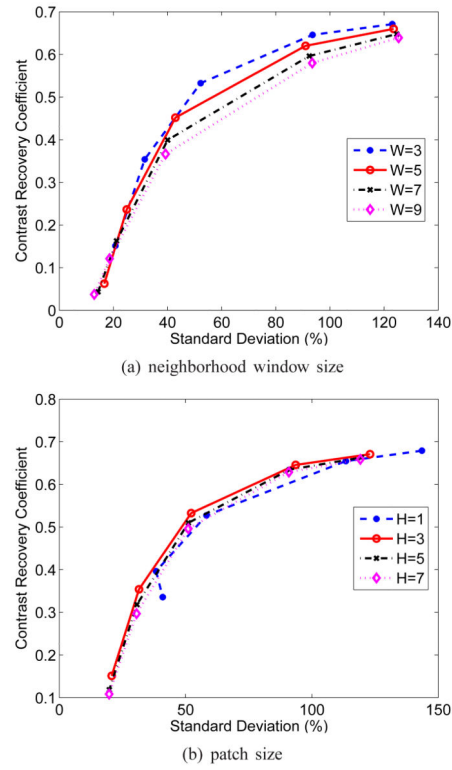 0.7
0.6
0.5
0.4
0.3
0.2
0.1
0
Contrast Recovery Coefficient
W=3
W=5
W=7
W=9
0 20 40 60 80 100 120 140
Standard Deviation (%)
(a) neighborhood window size
0.8
0.7
0.6
0.5
0.4
0.3
0.2
0.1
Contrast Recovery Coefficient
H=1
H=3
H=5
H=7
0 50 100 150
Standard Deviation (%)
(b) patch size